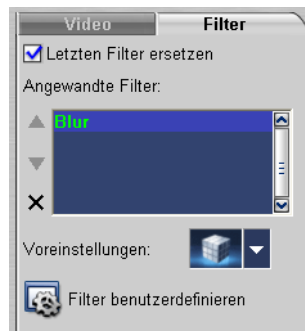 Video Filter
Letzten Filter ersetzen
Angewandte Filter:
Blur
Voreinstellungen:
Filter benutzerdefinieren